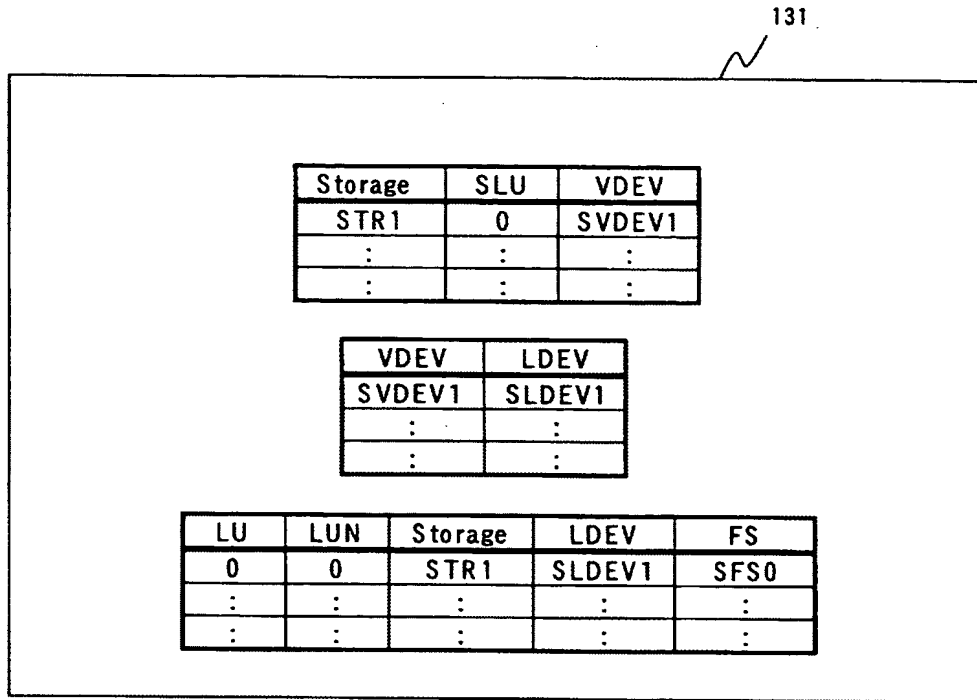 131
Storage SLU VDEV
STR1 0 SVDEV1
: : :
: : :
VDEV LDEV
SVDEV1 SLDEV1
: :
: :
LU LUN Storage LDEV FS
0 0 STR1 SLDEV1 SFS0
: : : : :
: : : : :